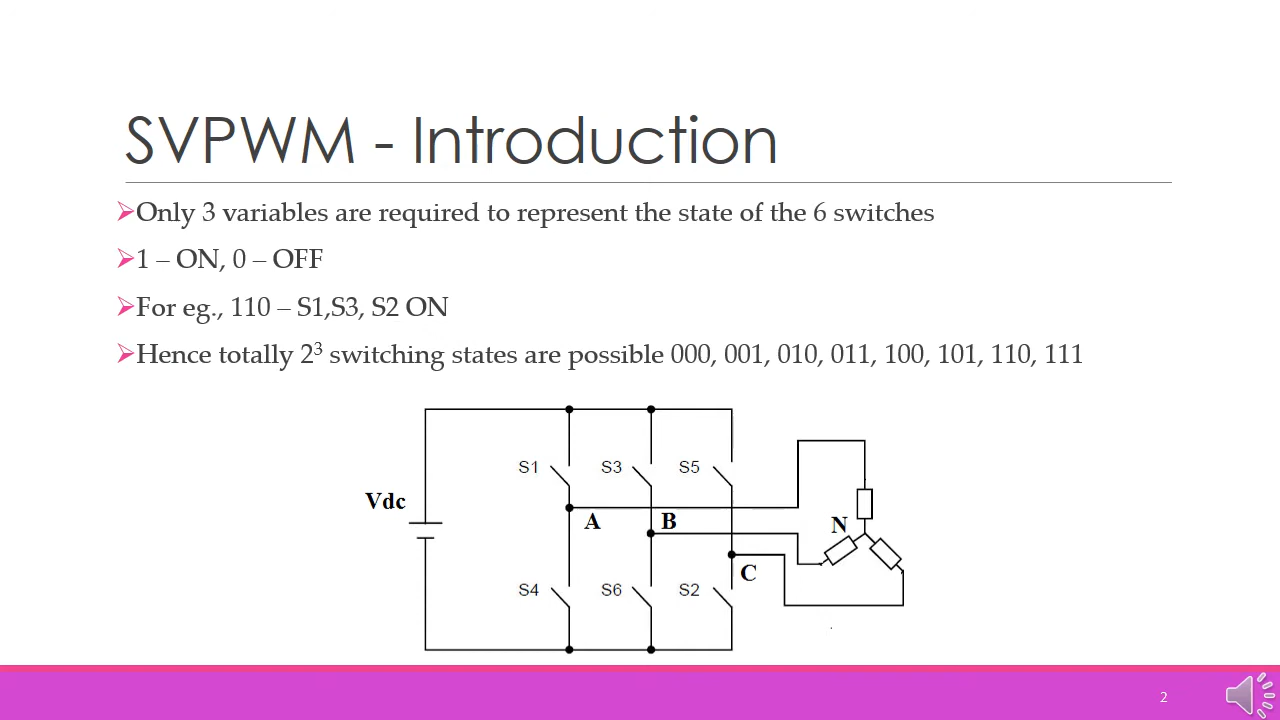 SVPWM - Introduction
➢Only 3 variables are required to represent the state of the 6 switches
➢1 – ON, 0 – OFF
➢For eg., 110 – S1,S3, S2 ON
➢Hence totally 2³ switching states are possible 000, 001, 010, 011, 100, 101, 110, 111
S1 S3 S5
Vdc
A B N
C
S4 S6 S2
2